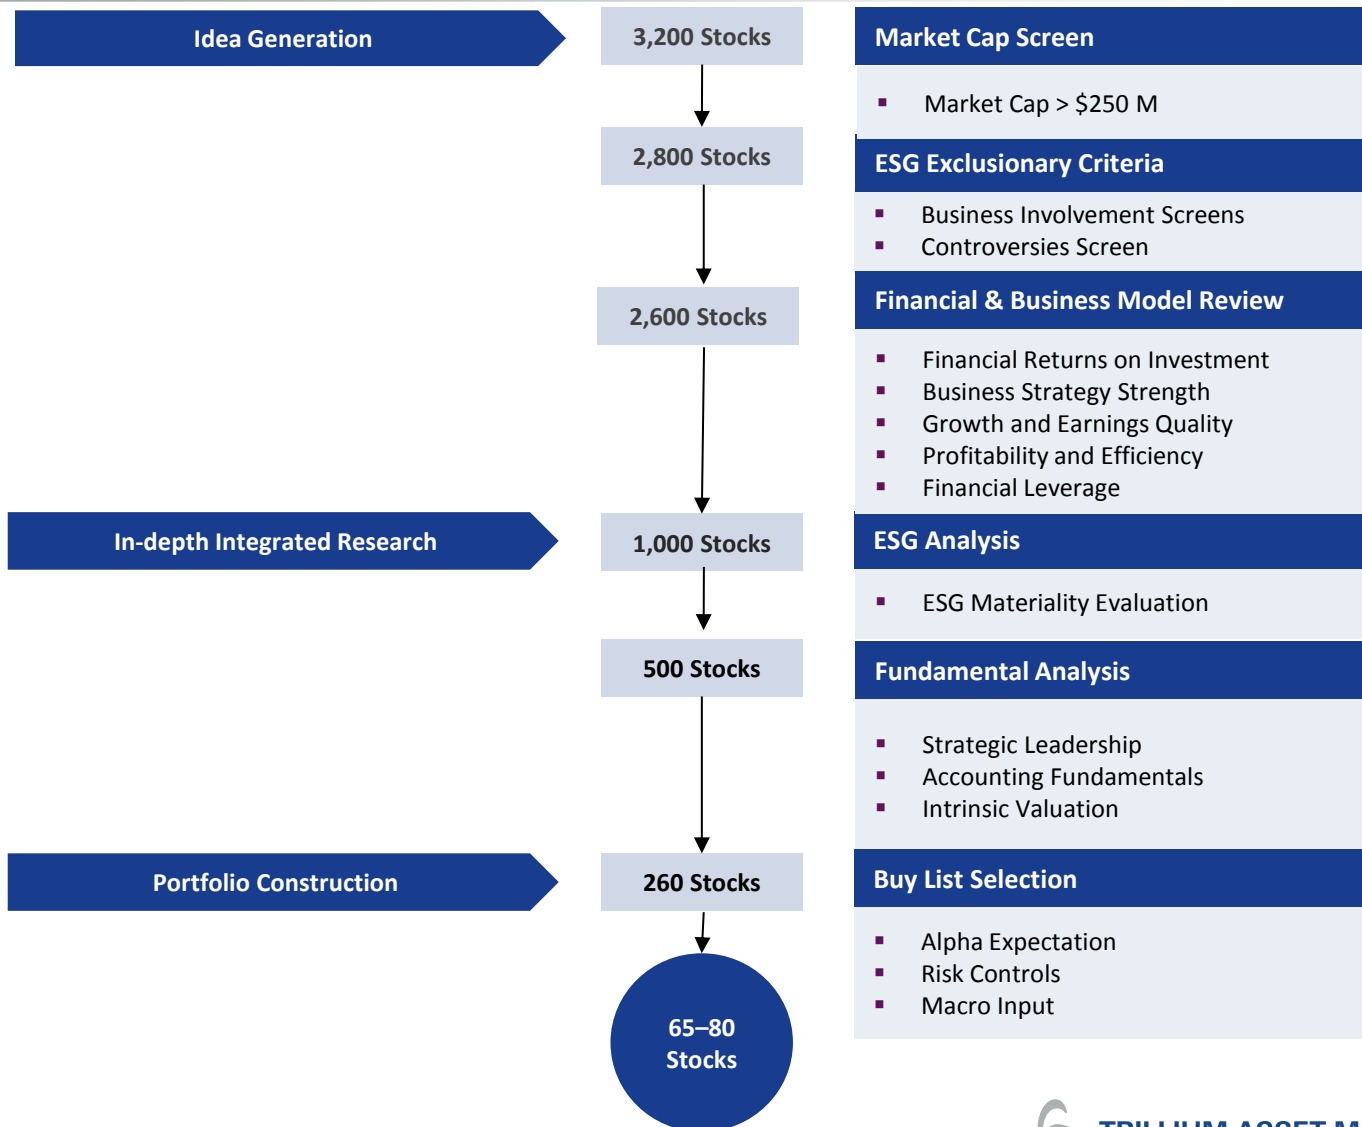 Idea Generation
3,200 Stocks
Market Cap Screen
▪ Market Cap > $250 M
2,800 Stocks
ESG Exclusionary Criteria
▪ Business Involvement Screens
▪ Controversies Screen
2,600 Stocks
Financial & Business Model Review
▪ Financial Returns on Investment
▪ Business Strategy Strength
▪ Growth and Earnings Quality
▪ Profitability and Efficiency
▪ Financial Leverage
In-depth Integrated Research
1,000 Stocks
ESG Analysis
▪ ESG Materiality Evaluation
500 Stocks
Fundamental Analysis
▪ Strategic Leadership
▪ Accounting Fundamentals
▪ Intrinsic Valuation
Portfolio Construction
260 Stocks
Buy List Selection
▪ Alpha Expectation
▪ Risk Controls
▪ Macro Input
65–80
Stocks
TRILLIUM ASSET M